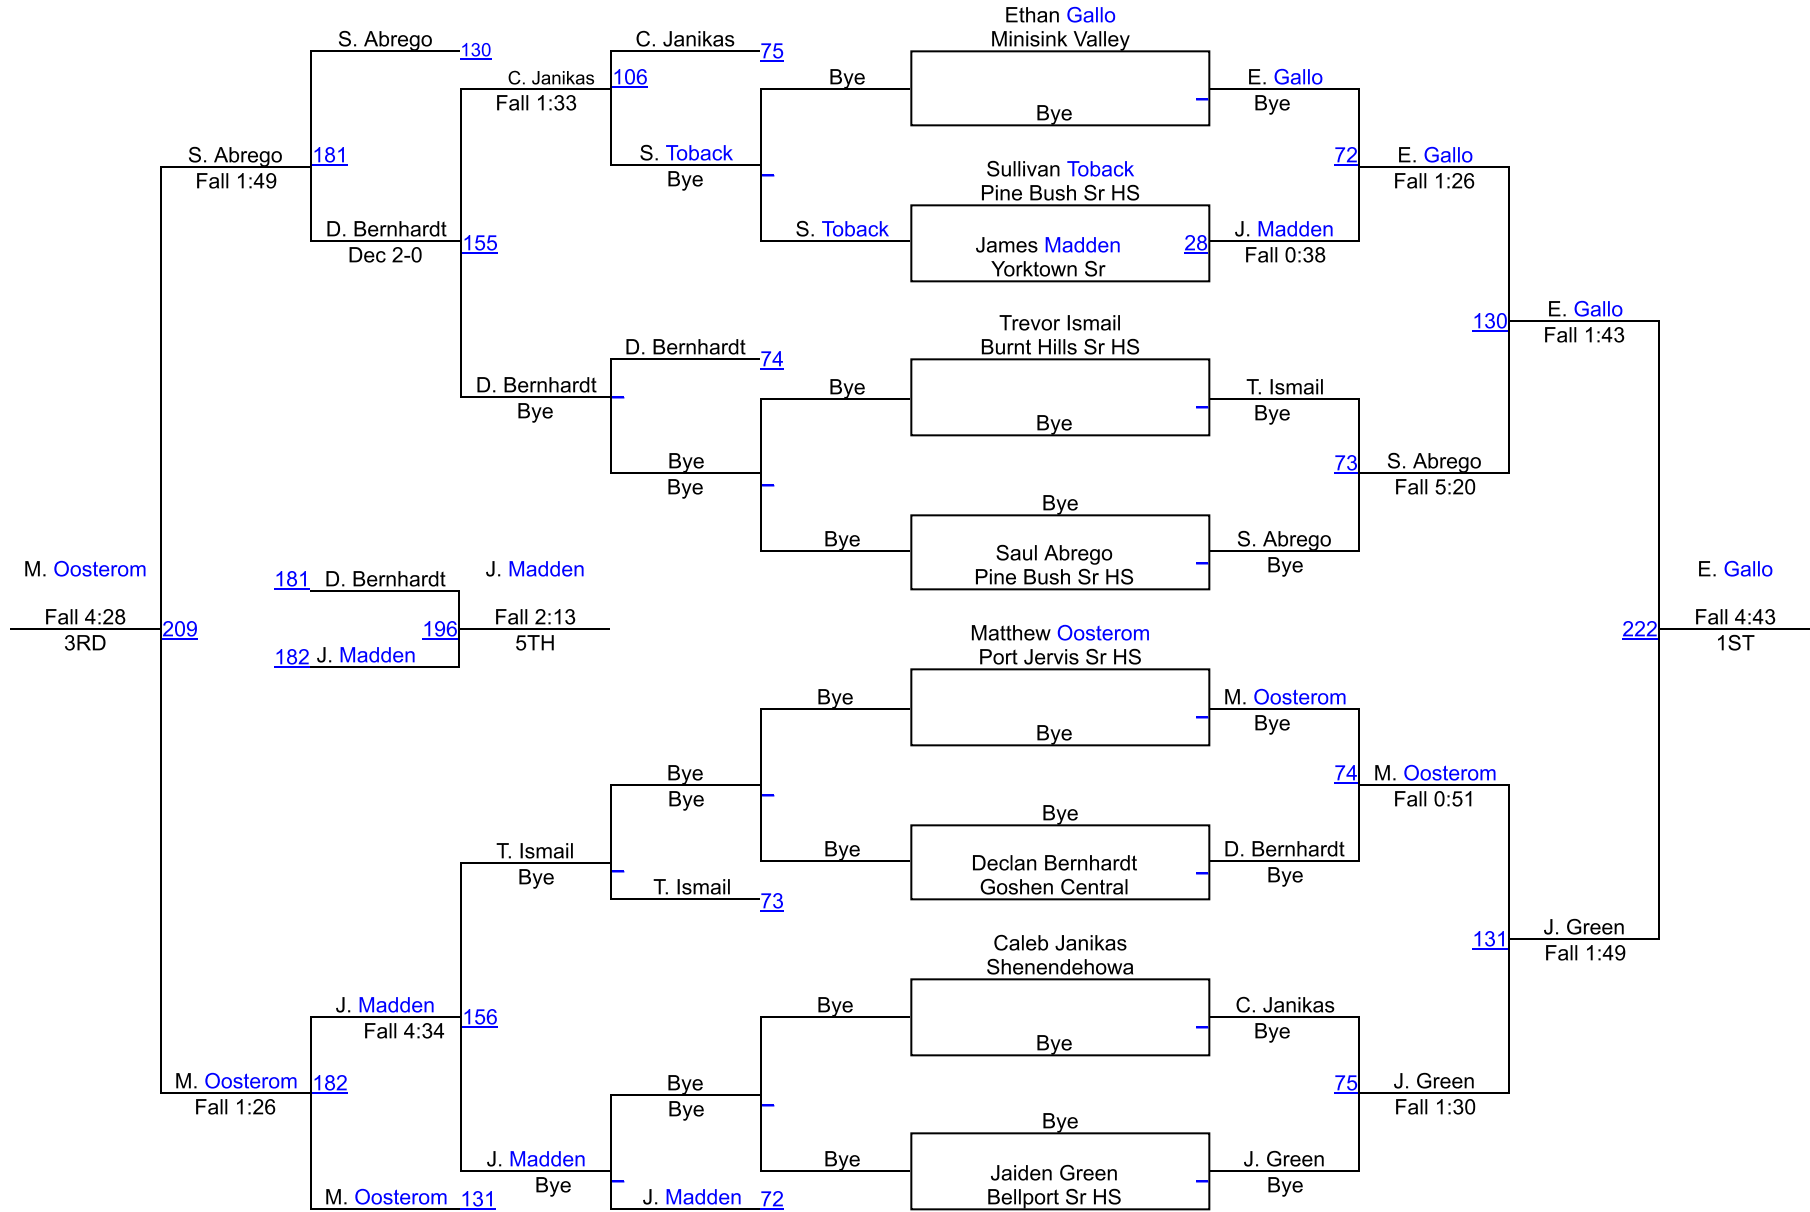 Ethan Gallo
S. Abrego
C. Janikas
Minisink Valley
130
75
C. Janikas
106
Bye
E. Gallo
Fall 1:33
Bye
Bye
S. Abrego
181
S. Toback
72
E. Gallo
Fall 1:49
Bye
Sullivan Toback
Fall 1:26
Pine Bush Sr HS
D. Bernhardt
155
S. Toback
James Madden
28
J. Madden
Dec 2-0
Yorktown Sr
Fall 0:38
Trevor Ismail
E. Gallo
D. Bernhardt
74
Burnt Hills Sr HS
130
Fall 1:43
D. Bernhardt
Bye
T. Ismail
Bye
Bye
Bye
Bye
73
S. Abrego
Bye
Fall 5:20
Bye
Bye
Saul Abrego
S. Abrego
Pine Bush Sr HS
Bye
M. Oosterom
181
D. Bernhardt
J. Madden
E. Gallo
Fall 4:28
209
196
Fall 2:13
222
Fall 4:43
3RD
5TH
1ST
182
J. Madden
Matthew Oosterom
Port Jervis Sr HS
Bye
M. Oosterom
Bye
Bye
Bye
74
M. Oosterom
Bye
Fall 0:51
Bye
T. Ismail
Bye
Declan Bernhardt
D. Bernhardt
Bye
T. Ismail
73
Goshen Central
Bye
Caleb Janikas
J. Green
Shenendehowa
131
Fall 1:49
J. Madden
156
Bye
C. Janikas
Fall 4:34
Bye
Bye
M. Oosterom
182
Bye
75
J. Green
Fall 1:26
Bye
Fall 1:30
Bye
J. Madden
Bye
Jaiden Green
J. Green
Bye
Bye
M. Oosterom
131
J. Madden
72
Bellport Sr HS